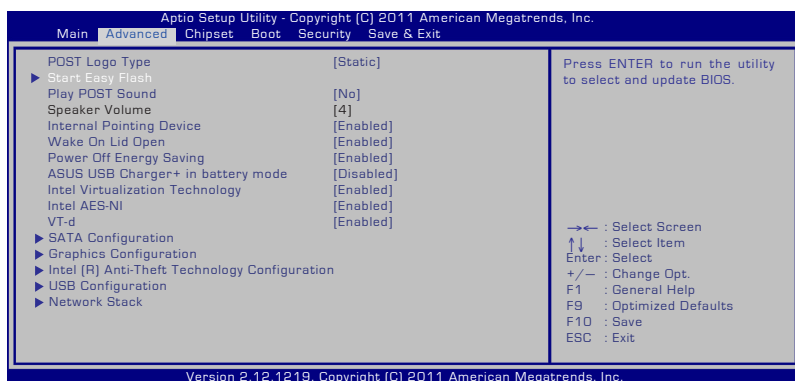 Aptio Setup Utility - Copyright (C) 2011 American Megatrends, Inc.
Main Advanced Chipset Boot Security Save & Exit
POST Logo Type [Static]
Start Easy Flash
Play POST Sound [No]
Speaker Volume [4]
Internal Pointing Device [Enabled]
Wake On Lid Open [Enabled]
Power Off Energy Saving [Enabled]
ASUS USB Charger+ in battery mode [Disabled]
Intel Virtualization Technology [Enabled]
Intel AES-NI [Enabled]
VT-d [Enabled]
SATA Configuration
Graphics Configuration
Intel (R) Anti-Theft Technology Configuration
USB Configuration
Network Stack
Press ENTER to run the utility
to select and update BIOS.
→← : Select Screen
↑↓ : Select Item
Enter : Select
+/— : Change Opt.
F1 : General Help
F9 : Optimized Defaults
F10 : Save
ESC : Exit
Version 2.12.1219. Copyright (C) 2011 American Megatrends, Inc.